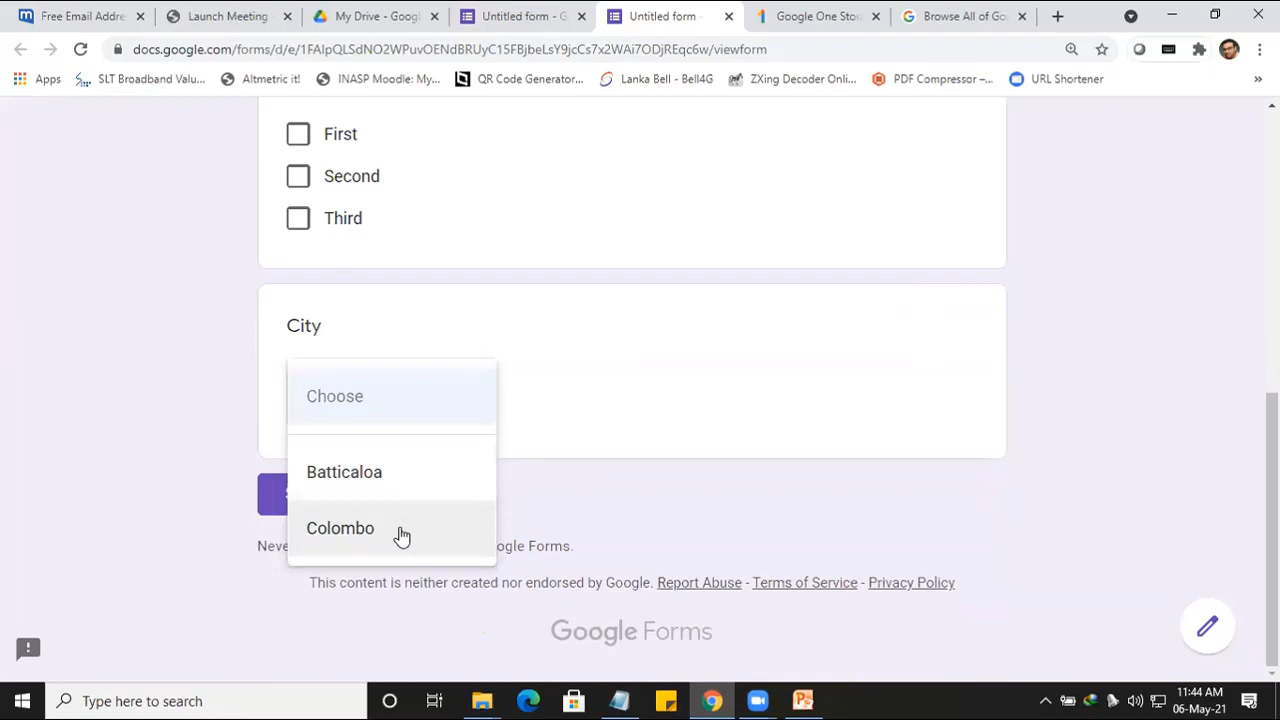 Free Email Addre
Launch Meeting -
My Drive - Googl
Untitled form - G
Untitled form -
Google One Stor
Browse All of Go
docs.google.com/forms/d/e/1FAIpQLSdNO2WPuvOENdBRUyC15FBjbeLsY9jcCs7x2WAi7ODjREqc6w/viewform
Apps
SLT Broadband Valu...
Altmetric it!
INASP Moodle: My...
QR Code Generator...
Lanka Bell - Bell4G
ZXing Decoder Onli...
PDF Compressor –...
URL Shortener
»
First
Second
Third
City
Choose
Batticaloa
Colombo
Neve
ogle Forms.
This content is neither created nor endorsed by Google. Report Abuse - Terms of Service - Privacy Policy
Google Forms
Type here to search
11:44 AM
06-May-21